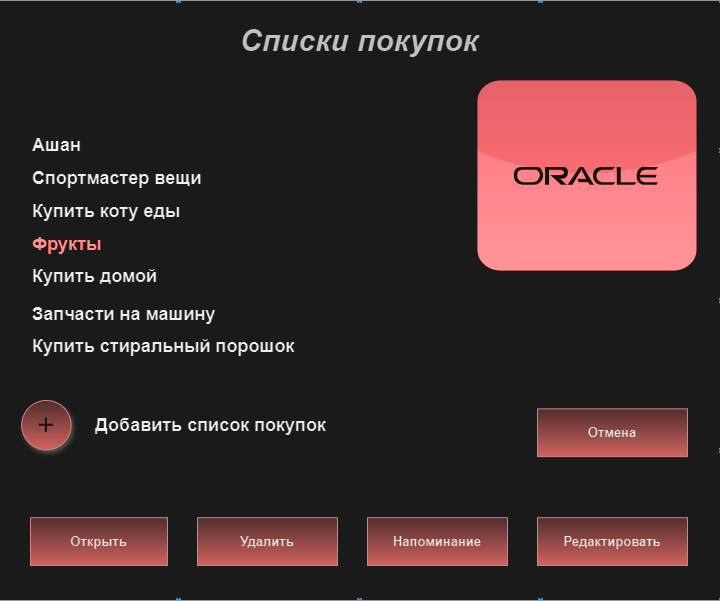 Списки покупок
ORACLE
Ашан
Спортмастер вещи
Купить коту еды
Фрукты
Купить домой
Запчасти на машину
Купить стиральный порошок
+
Добавить список покупок
Отмена
Открыть
Удалить
Напоминание
Редактировать